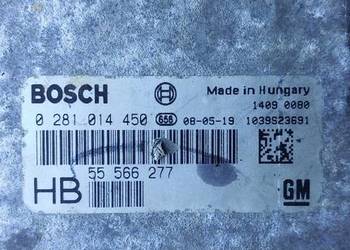 BOSCH Made in Hungary
1409 0080
0 281 014 450 656 08-05-19 1039S23691
HB 55 566 277 GM